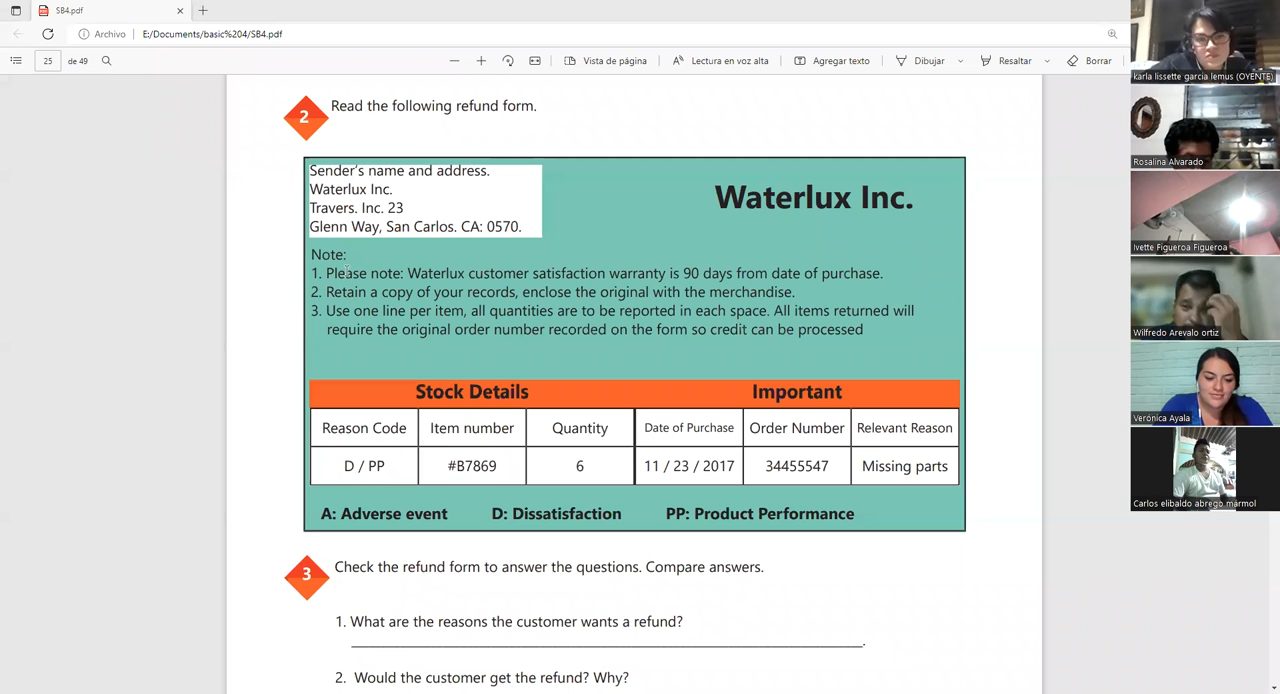 SB4.pdf
Archivo
E:/Documents/basic%204/SB4.pdf
25
de 49
Vista de página
Lectura en voz alta
Agregar texto
Dibujar
Resaltar
Borrar
2
Read the following refund form.
Sender's name and address.
Waterlux Inc.
Travers. Inc. 23
Glenn Way, San Carlos. CA: 0570.
Waterlux Inc.
Note:
1. Please note: Waterlux customer satisfaction warranty is 90 days from date of purchase.
2. Retain a copy of your records, enclose the original with the merchandise.
3. Use one line per item, all quantities are to be reported in each space. All items returned will
require the original order number recorded on the form so credit can be processed
Stock Details Important
Reason Code Item number Quantity Date of Purchase Order Number Relevant Reason
D / PP #B7869 6 11 / 23 / 2017 34455547 Missing parts
A: Adverse event D: Dissatisfaction PP: Product Performance
3
Check the refund form to answer the questions. Compare answers.
1. What are the reasons the customer wants a refund?
2. Would the customer get the refund? Why?
karla lissette garcia lemus (OYENTE)
Rosalina Alvarado
Ivette Figueroa Figueroa
Wilfredo Arevalo ortiz
Verónica Ayala
Carlos elibaldo abrego mármol